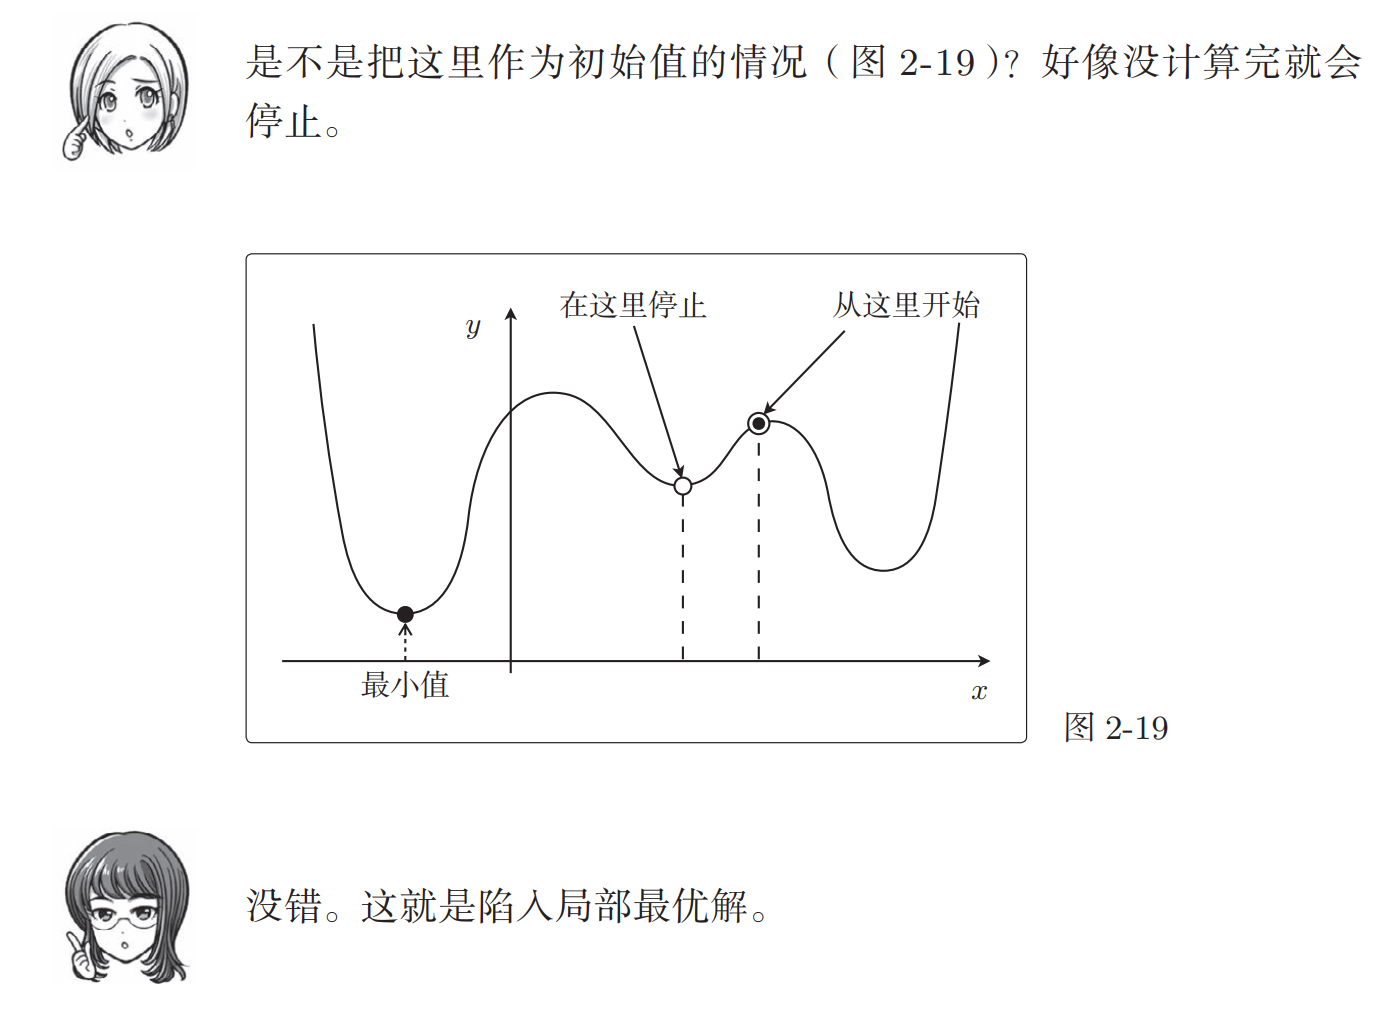 是不是把这里作为初始值的情况（图 2-19）？好像没计算完就会
停止。
在这里停止
从这里开始
y
最小值
x
图 2-19
没错。这就是陷入局部最优解。